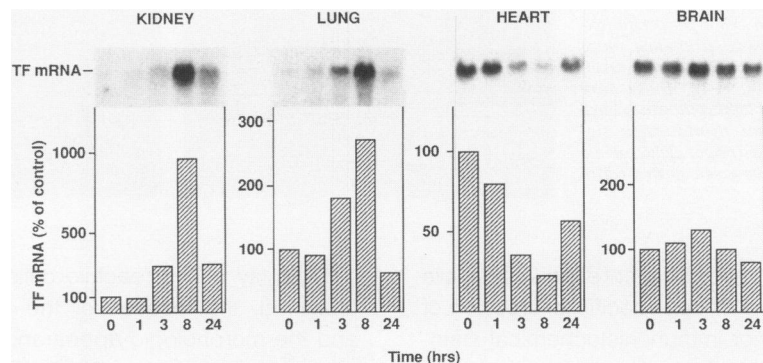 KIDNEY LUNG HEART BRAIN
TF mRNA
TF mRNA (% of control)
1000
500
100
300
200
100
100
50
200
100
0 1 3 8 24
0 1 3 8 24
0 1 3 8 24
0 1 3 8 24
Time (hrs)